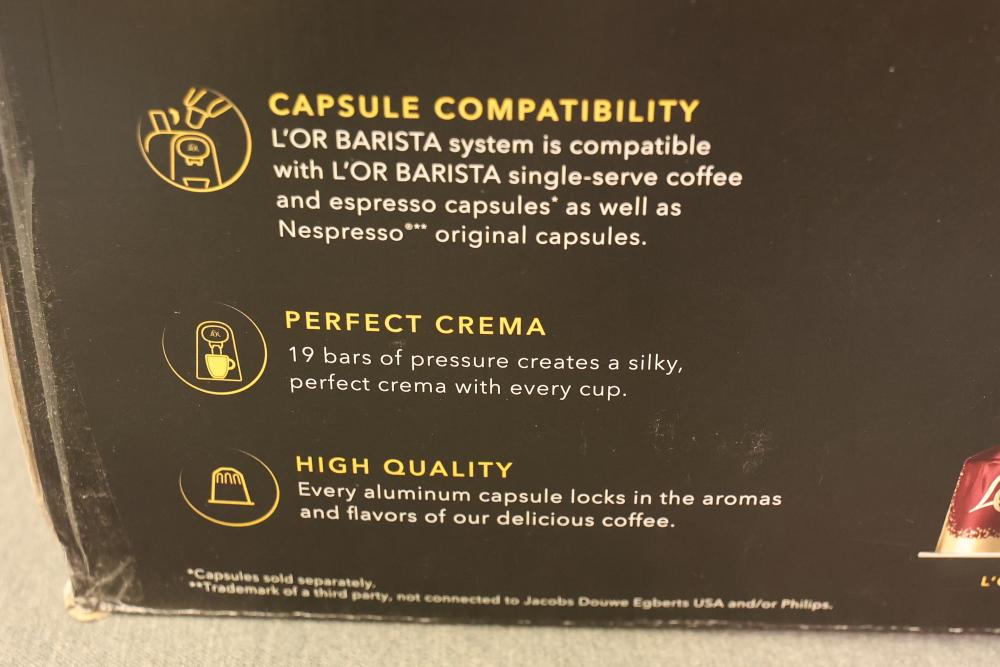 CAPSULE COMPATIBILITY
L'OR BARISTA system is compatible
with L'OR BARISTA single-serve coffee
and espresso capsules* as well as
Nespresso®** original capsules.
PERFECT CREMA
19 bars of pressure creates a silky,
perfect crema with every cup.
HIGH QUALITY
Every aluminum capsule locks in the aromas
and flavors of our delicious coffee.
*Capsules sold separately.
**Trademark of a third party, not connected to Jacobs Douwe Egberts USA and/or Philips.